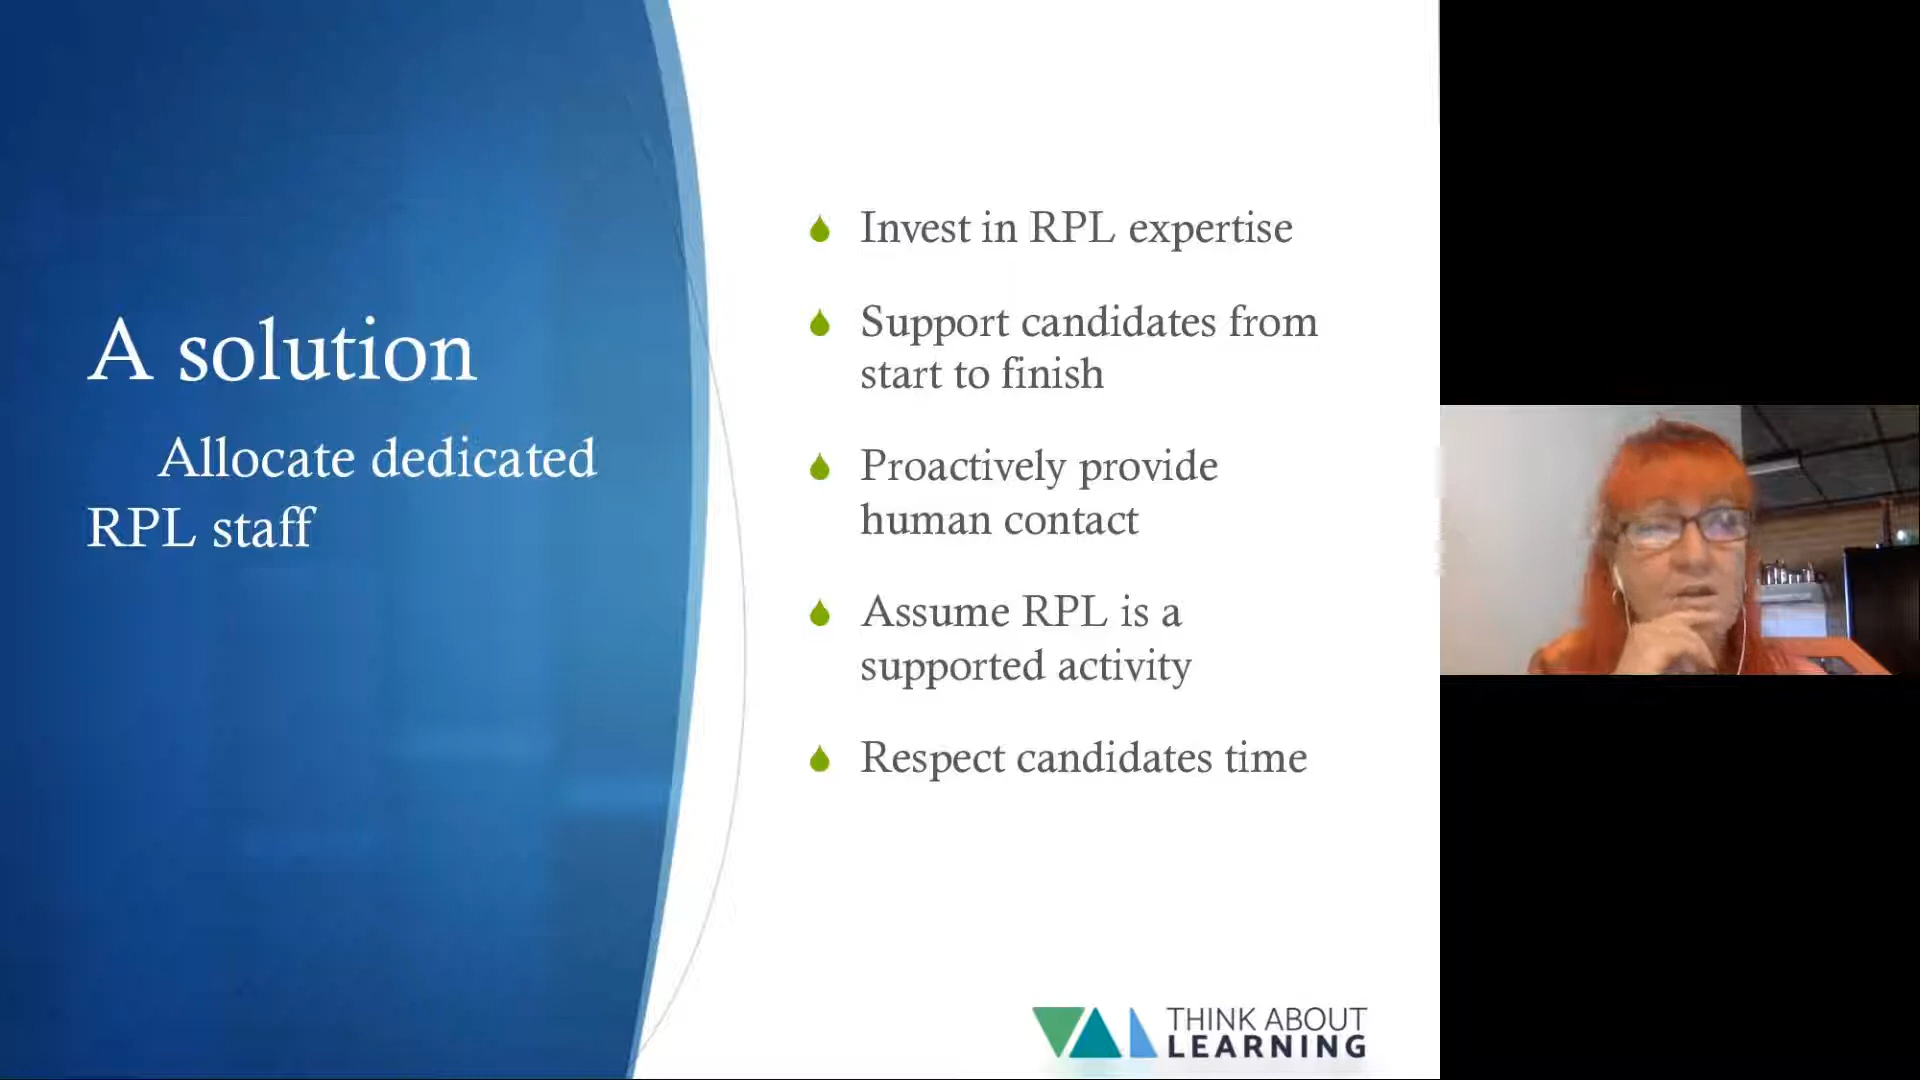 A solution
Allocate dedicated
RPL staff
Invest in RPL expertise
Support candidates from
start to finish
Proactively provide
human contact
Assume RPL is a
supported activity
Respect candidates time
THINK ABOUT
LEARNING